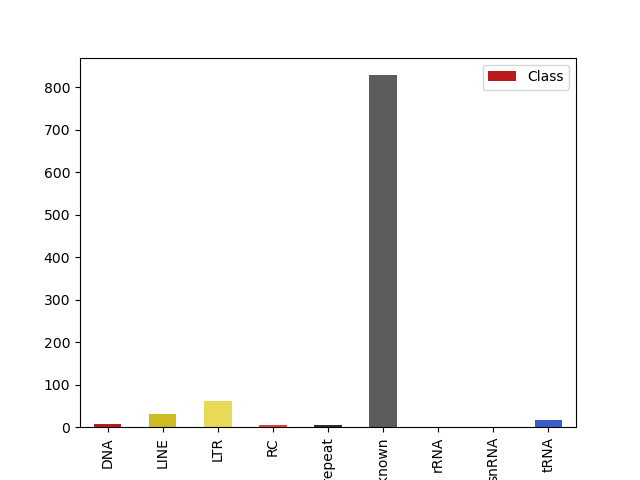 Class
800
700
600
500
400
300
200
100
0
DNA
LINE
LTR
RC
repeat
known
rRNA
snRNA
tRNA